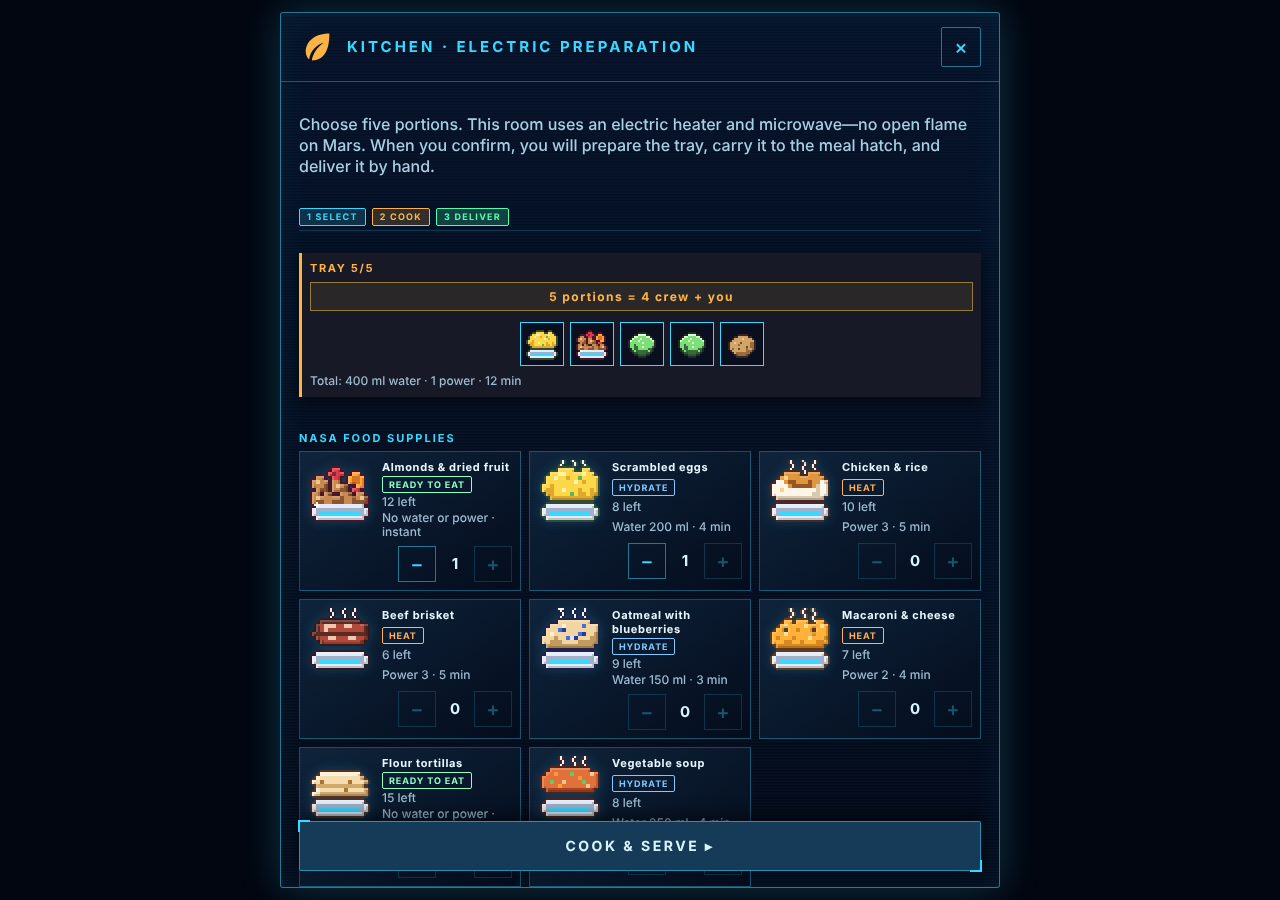 KITCHEN · ELECTRIC PREPARATION
×
Choose five portions. This room uses an electric heater and microwave—no open flame
on Mars. When you confirm, you will prepare the tray, carry it to the meal hatch, and
deliver it by hand.
1 SELECT
2 COOK
3 DELIVER
TRAY 5/5
5 portions = 4 crew + you
Total: 400 ml water · 1 power · 12 min
NASA FOOD SUPPLIES
Almonds & dried fruit
READY TO EAT
12 left
No water or power ·
instant
− 1 +
Scrambled eggs
HYDRATE
8 left
Water 200 ml · 4 min
− 1 +
Chicken & rice
HEAT
10 left
Power 3 · 5 min
− 0 +
Beef brisket
HEAT
6 left
Power 3 · 5 min
− 0 +
Oatmeal with
blueberries
HYDRATE
9 left
Water 150 ml · 3 min
− 0 +
Macaroni & cheese
HEAT
7 left
Power 2 · 4 min
− 0 +
Flour tortillas
READY TO EAT
15 left
No water or power ·
Vegetable soup
HYDRATE
8 left
COOK & SERVE ▸